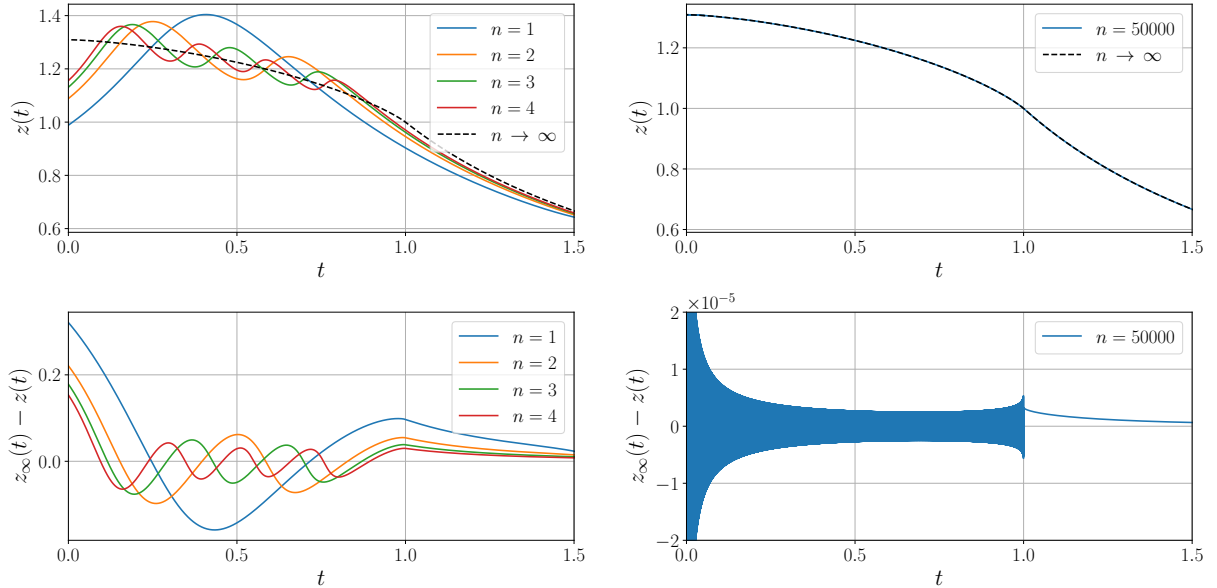 1.4
1.2
1.0
0.8
0.6
z(t)
n = 1
n = 2
n = 3
n = 4
n → ∞
0.0
0.5
1.0
1.5
t
1.2
1.0
0.8
0.6
z(t)
n = 50000
n → ∞
0.0
0.5
1.0
1.5
t
0.2
0.0
z∞(t) − z(t)
n = 1
n = 2
n = 3
n = 4
0.0
0.5
1.0
1.5
t
×10⁻⁵
2
1
0
−1
−2
z∞(t) − z(t)
n = 50000
0.0
0.5
1.0
1.5
t